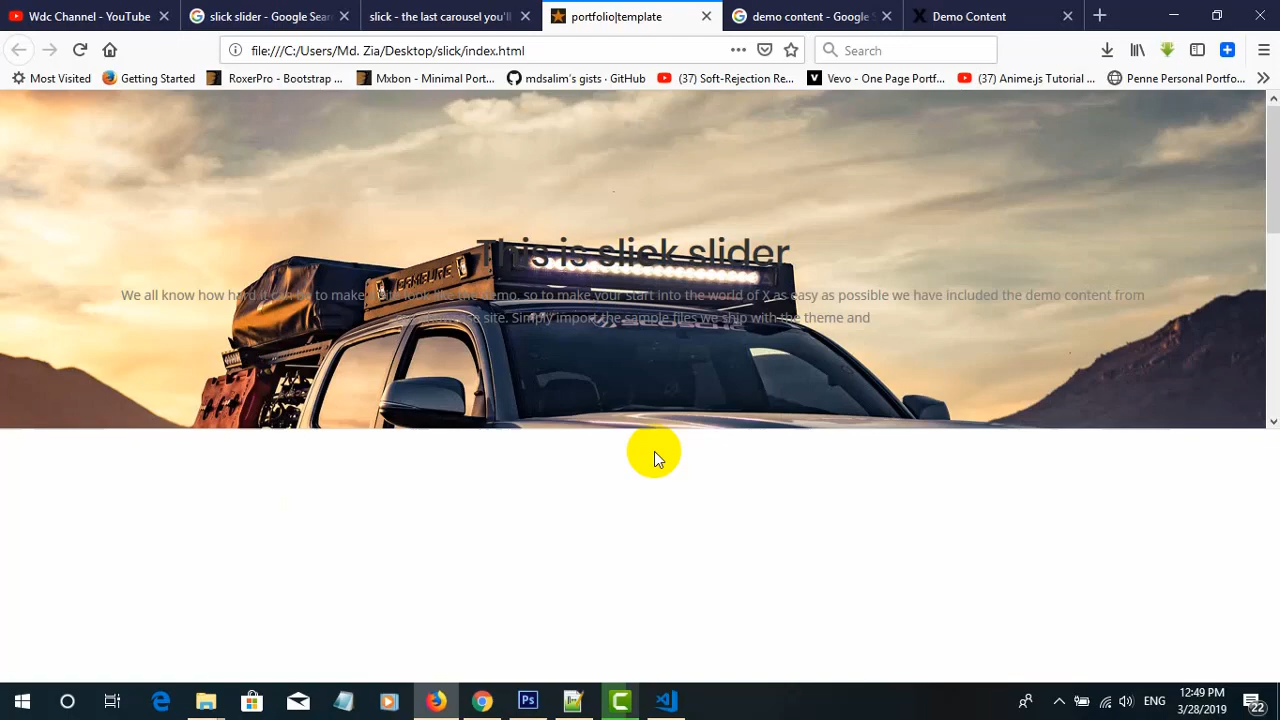 Wdc Channel - YouTube
slick slider - Google Sear
slick - the last carousel you'll
portfolio|template
demo content - Google S
Demo Content
file:///C:/Users/Md. Zia/Desktop/slick/index.html
Search
Most Visited
Getting Started
RoxerPro - Bootstrap ...
Mxbon - Minimal Port...
mdsalim's gists · GitHub
(37) Soft-Rejection Re...
Vevo - One Page Portf...
(37) Anime.js Tutorial ...
Penne Personal Portfo...
This is slick slider
We all know how hard it can be to make a site look like the demo, so to make your start into the world of X as easy as possible we have included the demo content from
site. Simply import the sample files we ship with the theme and
ENG
12:49 PM
3/28/2019
22